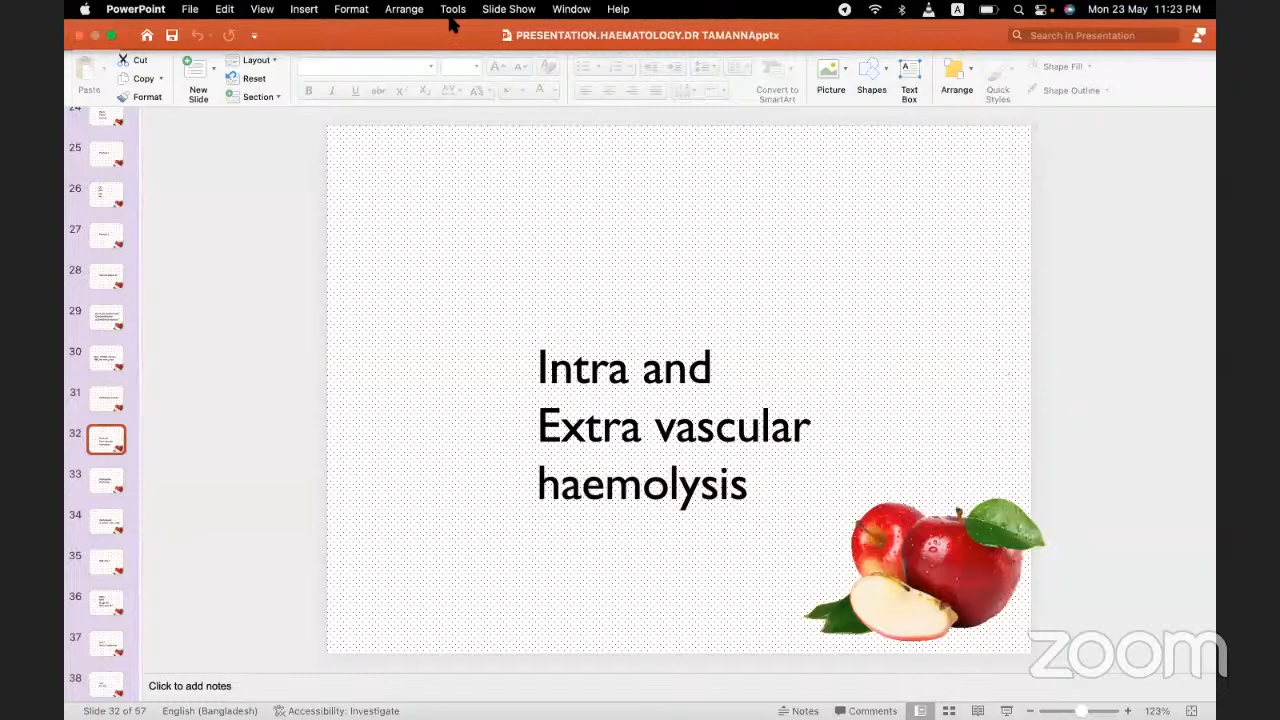 PowerPoint File Edit View Insert Format Arrange Tools Slide Show Window Help A Mon 23 May 11:23 PM
PRESENTATION.HAEMATOLOGY.DR TAMANNApptx Search in Presentation
Paste Cut Copy Format
New Slide Layout Reset Section
Convert to SmartArt
Picture Shapes Text Box Arrange Quick Styles Shape Fill Shape Outline
24
25
26
27
28
29
30
31
32
33
34
35
36
37
38
Intra and
Extra vascular
haemolysis
zoom
Click to add notes
Slide 32 of 57 English (Bangladesh) Accessibility: Investigate Notes Comments 123%